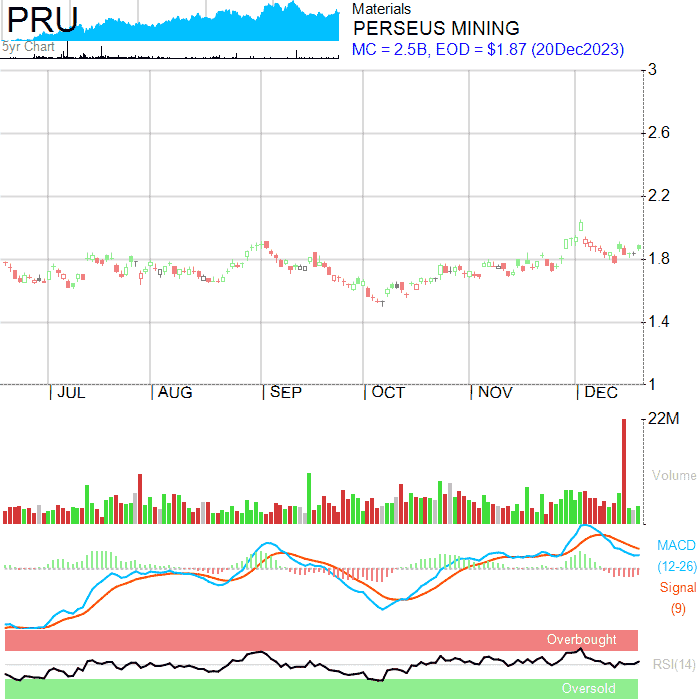 PRU
5yr Chart
Materials
PERSEUS MINING
MC = 2.5B, EOD = $1.87 (20Dec2023)
3
2.6
2.2
1.8
1.4
1
JUL AUG SEP OCT NOV DEC
22M
Volume
MACD
(12-26)
Signal
(9)
Overbought
RSI(14)
Oversold